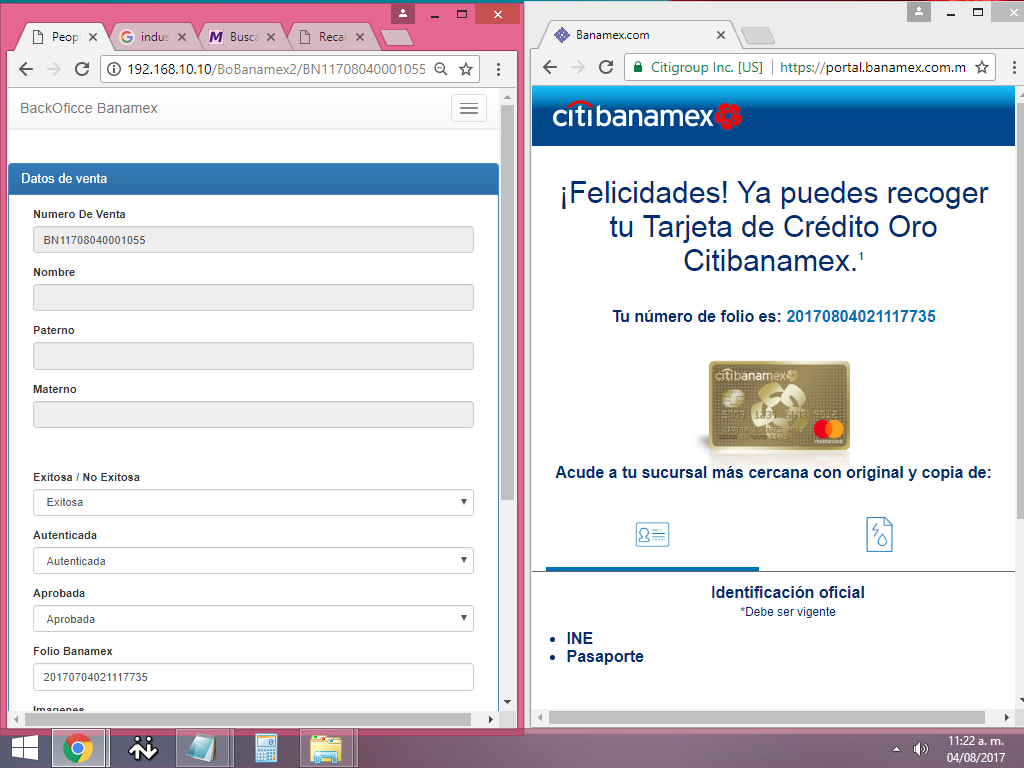 Peop
indus
Busca
Recau
192.168.10.10/BoBanamex2/BN11708040001055
BackOficce Banamex
Datos de venta
Numero De Venta
BN11708040001055
Nombre
Paterno
Materno
Exitosa / No Exitosa
Exitosa
Autenticada
Autenticada
Aprobada
Aprobada
Folio Banamex
20170704021117735
Imagenes
Banamex.com
Citigroup Inc. [US] https://portal.banamex.com.m
citibanamex
¡Felicidades! Ya puedes recoger
tu Tarjeta de Crédito Oro
Citibanamex.¹
Tu número de folio es: 20170804021117735
citibanamex
mastercard
Acude a tu sucursal más cercana con original y copia de:
Identificación oficial
*Debe ser vigente
• INE
• Pasaporte
11:22 a. m.
04/08/2017